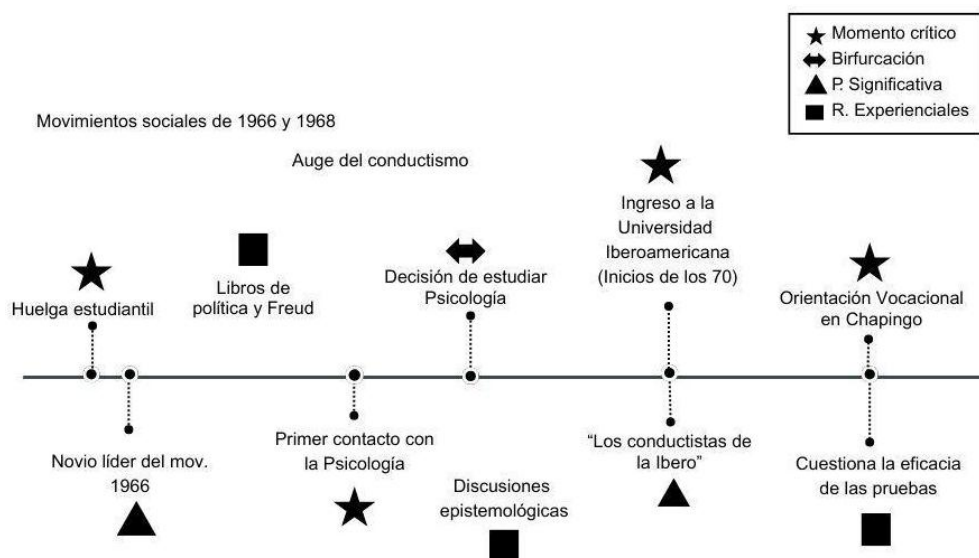 Momento crítico
Birfurcación
P. Significativa
R. Experienciales
Movimientos sociales de 1966 y 1968
Auge del conductismo
Huelga estudiantil
Libros de
política y Freud
Decisión de estudiar
Psicología
Ingreso a la
Universidad
Iberoamericana
(Inicios de los 70)
Orientación Vocacional
en Chapingo
Novio líder del mov.
1966
Primer contacto con
la Psicología
Discusiones
epistemológicas
“Los conductistas de
la Ibero”
Cuestiona la eficacia
de las pruebas